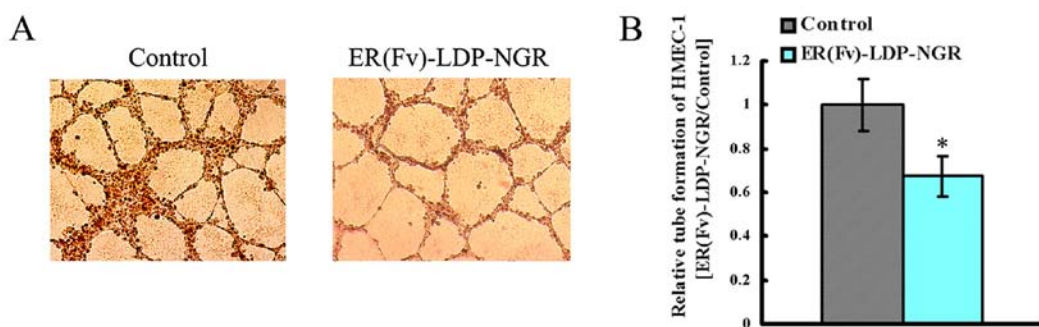 A
Control
ER(Fv)-LDP-NGR
B
Control
ER(Fv)-LDP-NGR
Relative tube formation of HMEC-1
[ER(Fv)-LDP-NGR/Control]
1.2
1
0.8
0.6
0.4
0.2
0
*